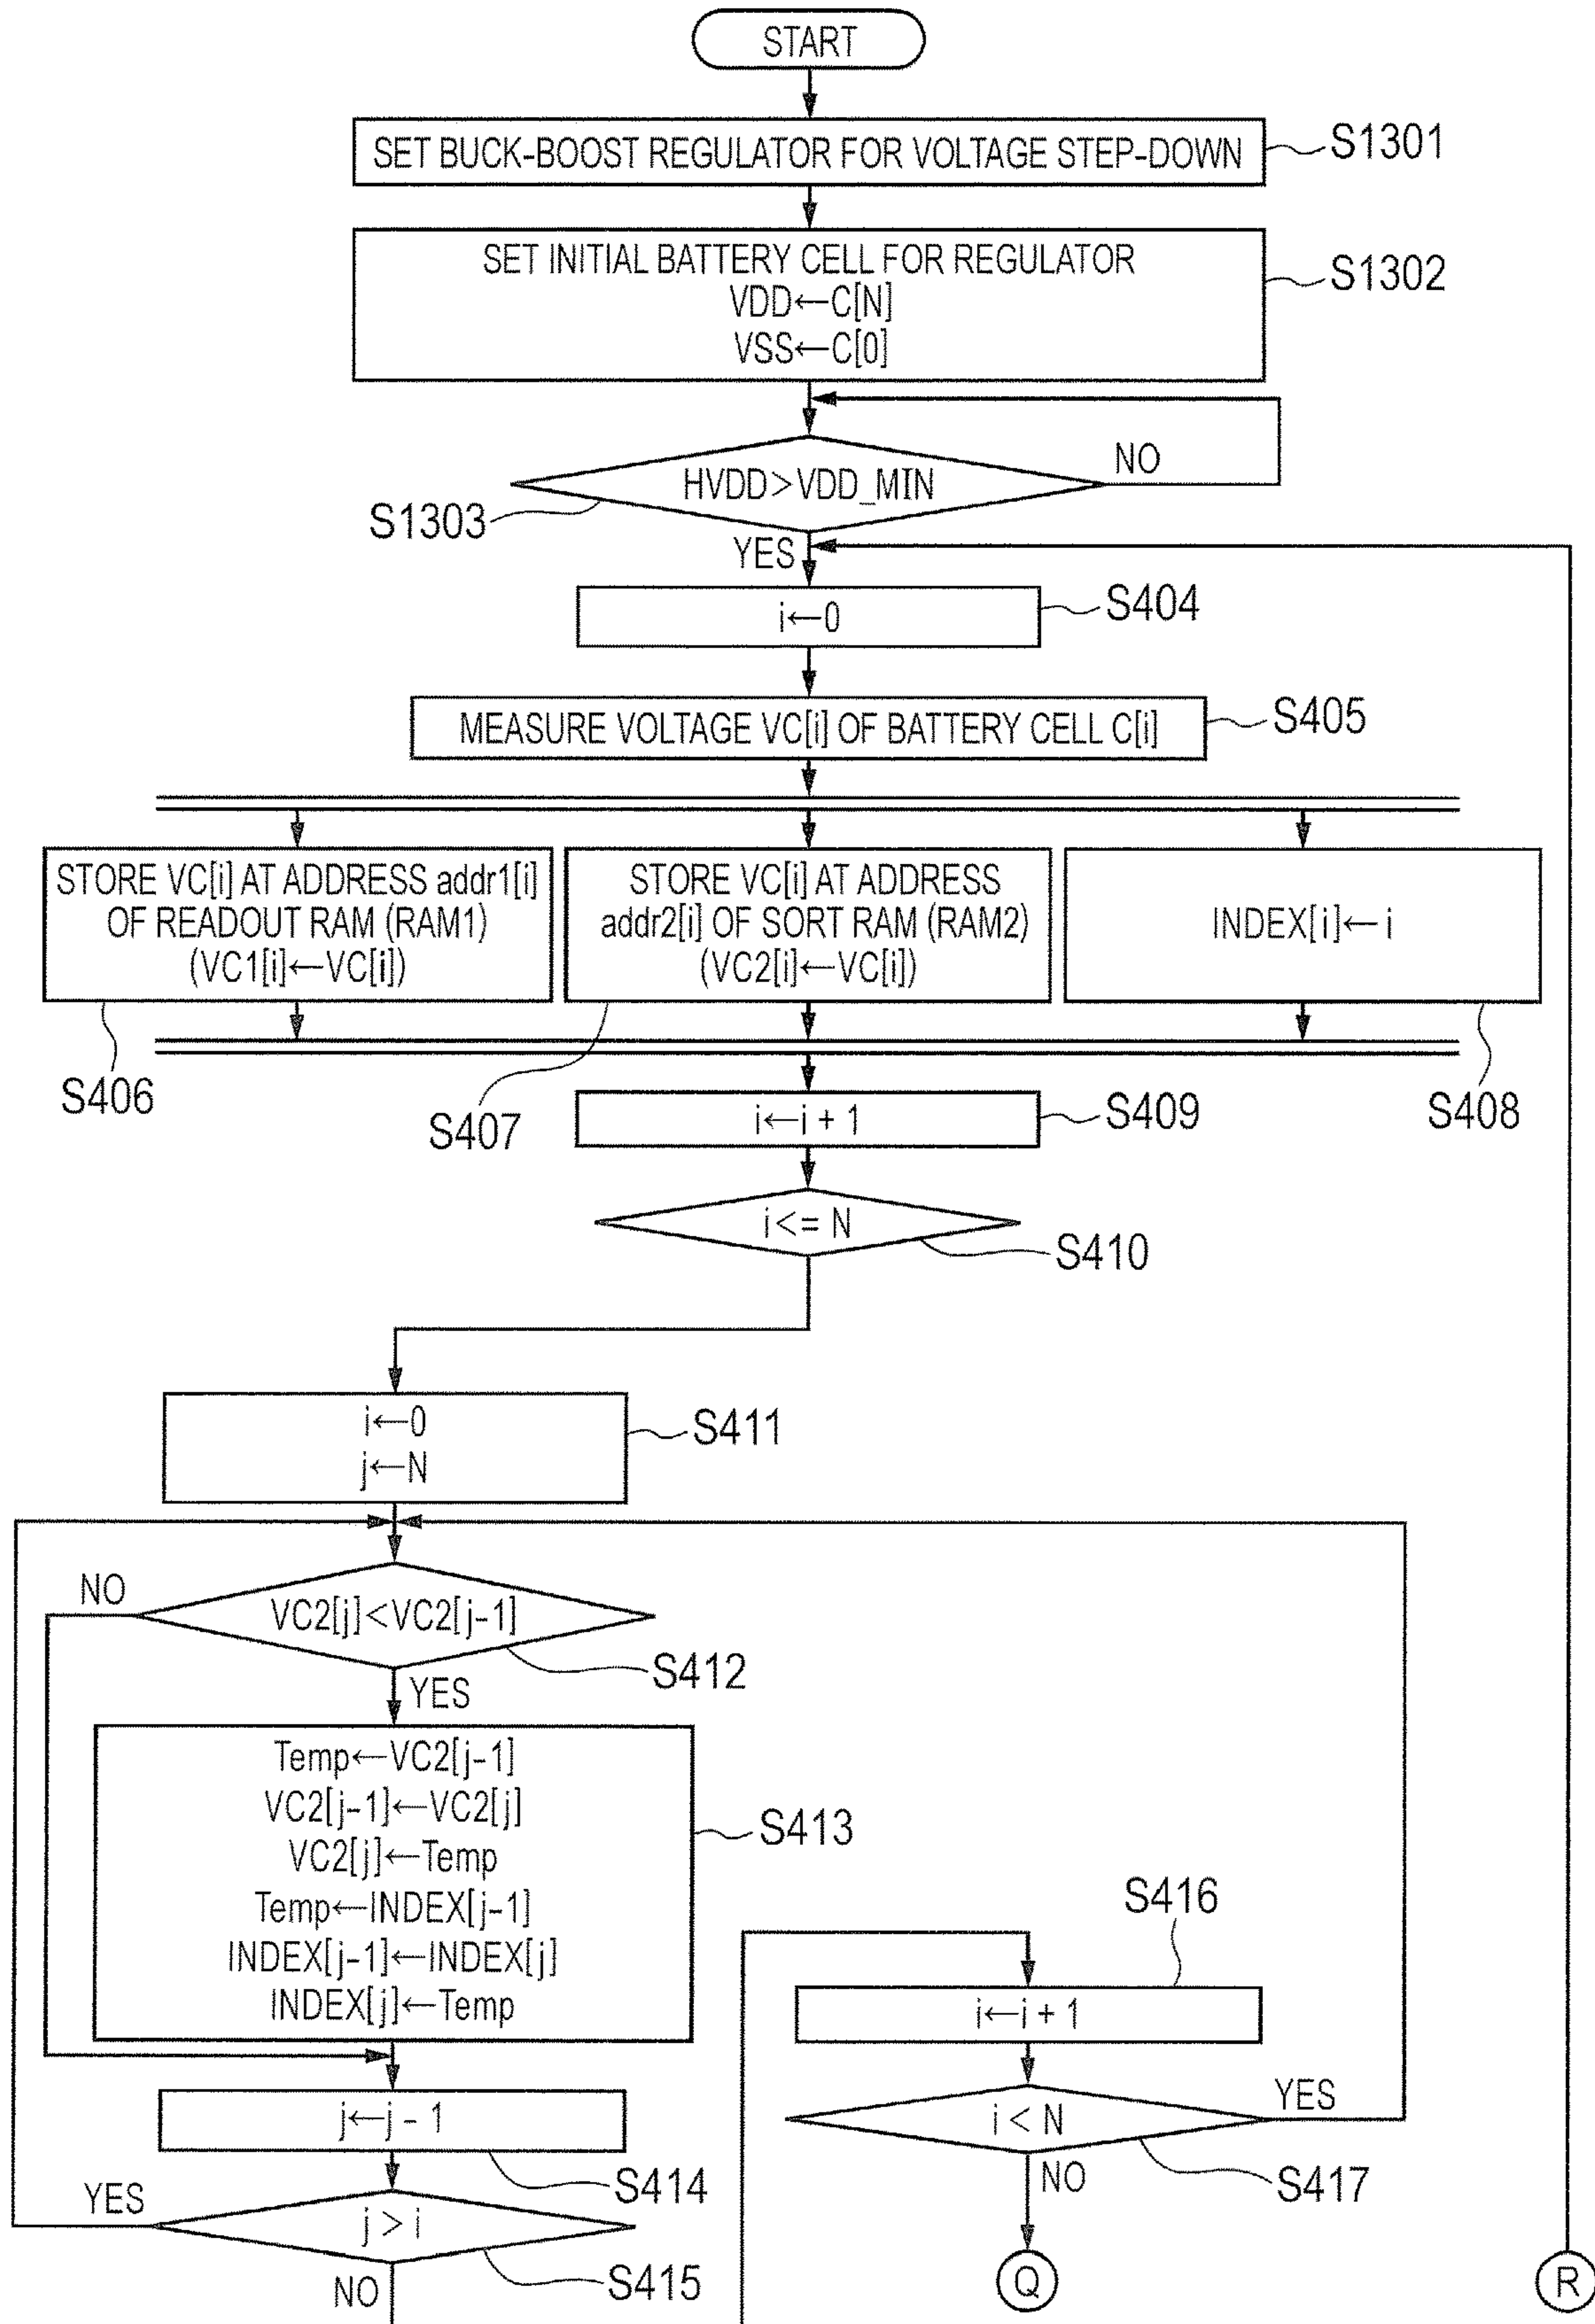 START
SET BUCK-BOOST REGULATOR FOR VOLTAGE STEP-DOWN
S1301
SET INITIAL BATTERY CELL FOR REGULATOR
VDD←C[N]
VSS←C[0]
S1302
HVDD>VDD_MIN
NO
S1303
YES
i←0
S404
MEASURE VOLTAGE VC[i] OF BATTERY CELL C[i]
S405
STORE VC[i] AT ADDRESS addr1[i]
OF READOUT RAM (RAM1)
(VC1[i]←VC[i])
S406
STORE VC[i] AT ADDRESS
addr2[i] OF SORT RAM (RAM2)
(VC2[i]←VC[i])
S407
INDEX[i]←i
S408
i←i + 1
S409
i<= N
S410
i←0
j←N
S411
NO
VC2[j]<VC2[j-1]
S412
YES
Temp←VC2[j-1]
VC2[j-1]←VC2[j]
VC2[j]←Temp
Temp←INDEX[j-1]
INDEX[j-1]←INDEX[j]
INDEX[j]←Temp
S413
j←j - 1
S414
YES
j > i
S415
NO
S416
i←i + 1
i < N
YES
S417
NO
Q
R